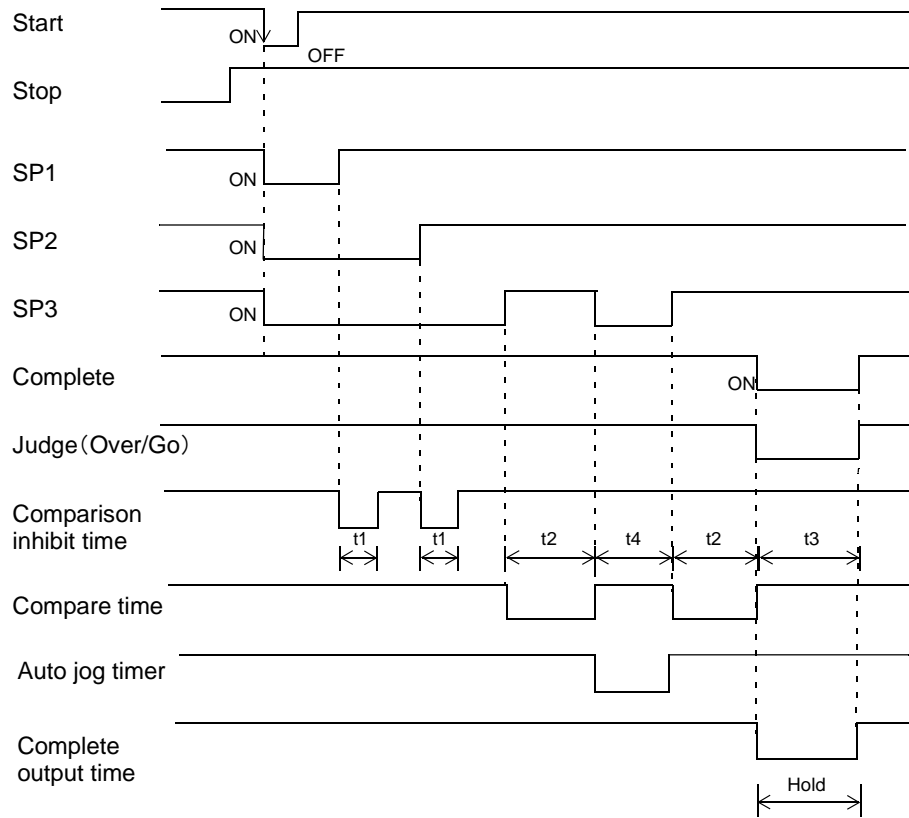 Start
ON
OFF
Stop
SP1
ON
SP2
ON
SP3
ON
Complete
ON
Judge（Over/Go）
Comparison
inhibit time
t1
t1
t2
t4
t2
t3
Compare time
Auto jog timer
Complete
output time
Hold